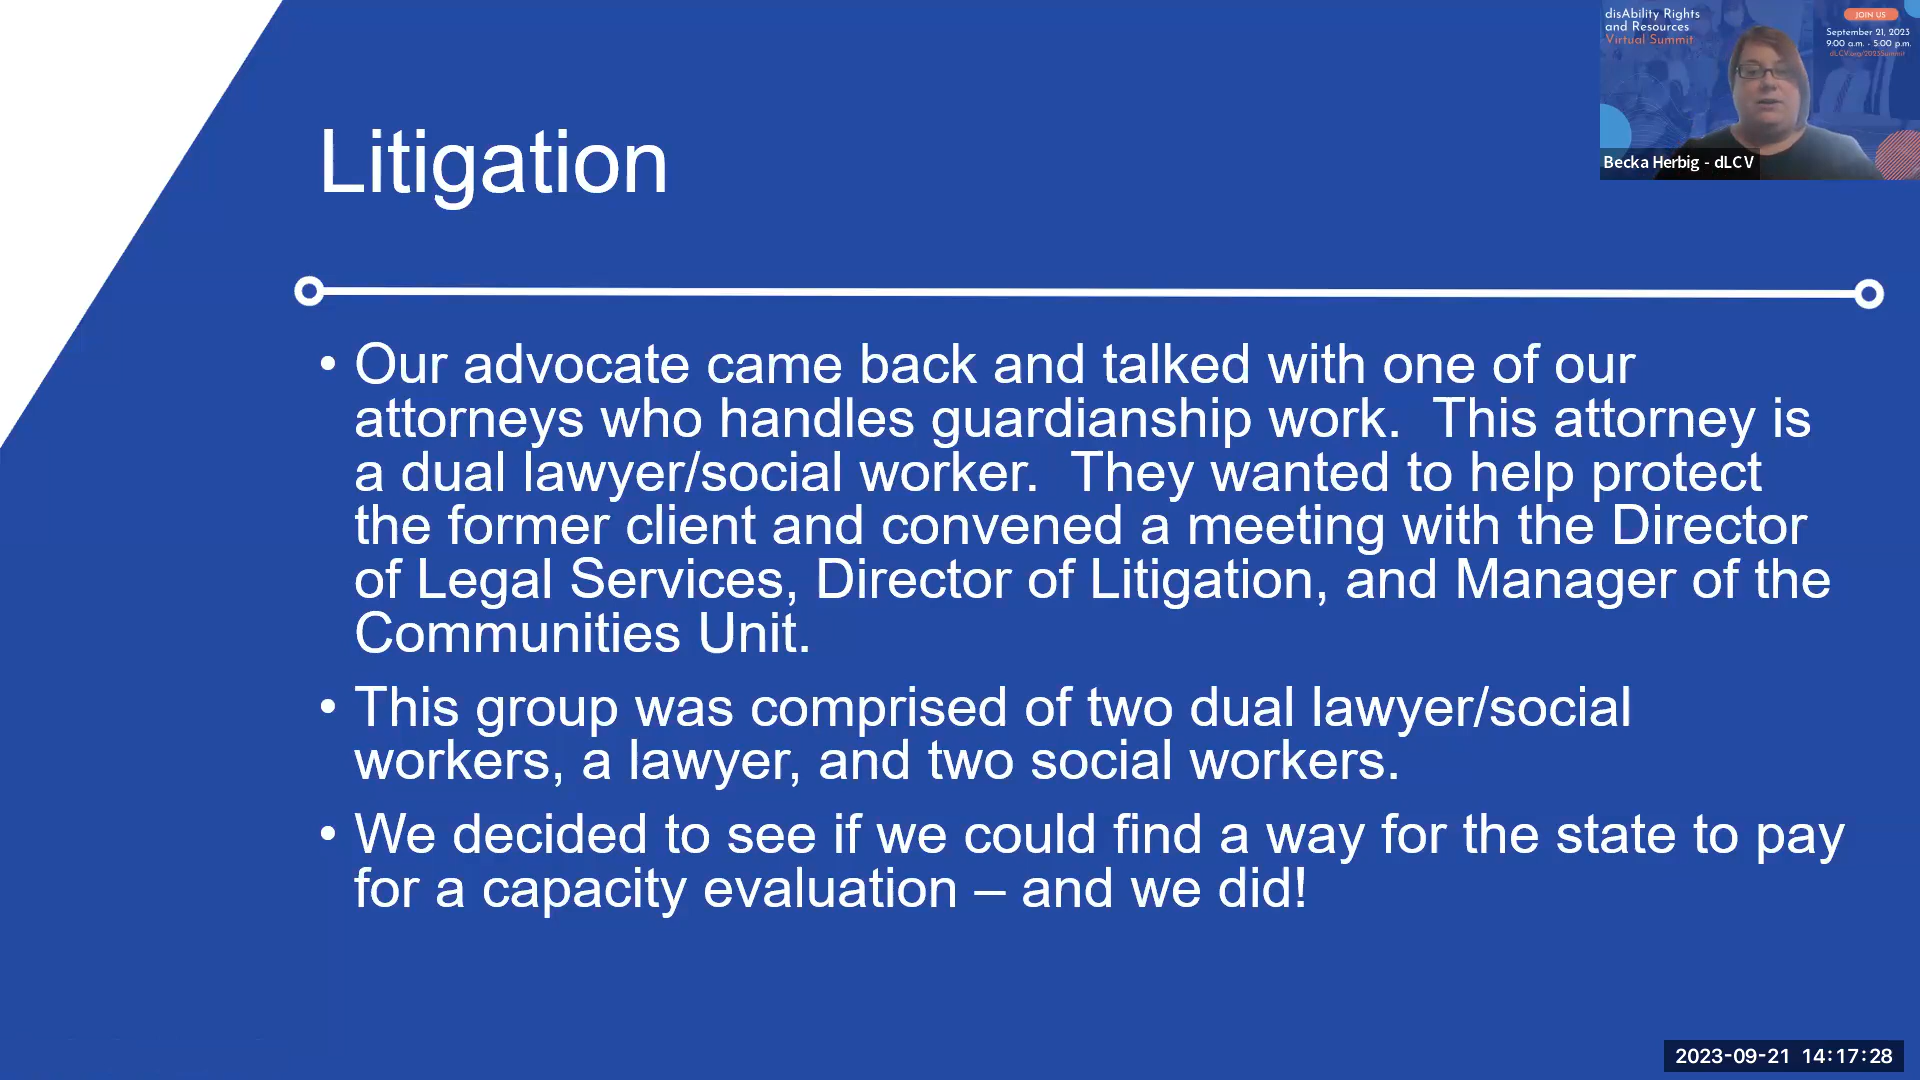 disAbility Rights
and Resources
Virtual Summit
JOIN US
September 21, 2023
9:00 a.m. - 5:00 p.m.
dLCV.org/2023Summit
Becka Herbig - dLCV
Litigation
• Our advocate came back and talked with one of our
attorneys who handles guardianship work.  This attorney is
a dual lawyer/social worker.  They wanted to help protect
the former client and convened a meeting with the Director
of Legal Services, Director of Litigation, and Manager of the
Communities Unit.
• This group was comprised of two dual lawyer/social
workers, a lawyer, and two social workers.
• We decided to see if we could find a way for the state to pay
for a capacity evaluation – and we did!
2023-09-21 14:17:28